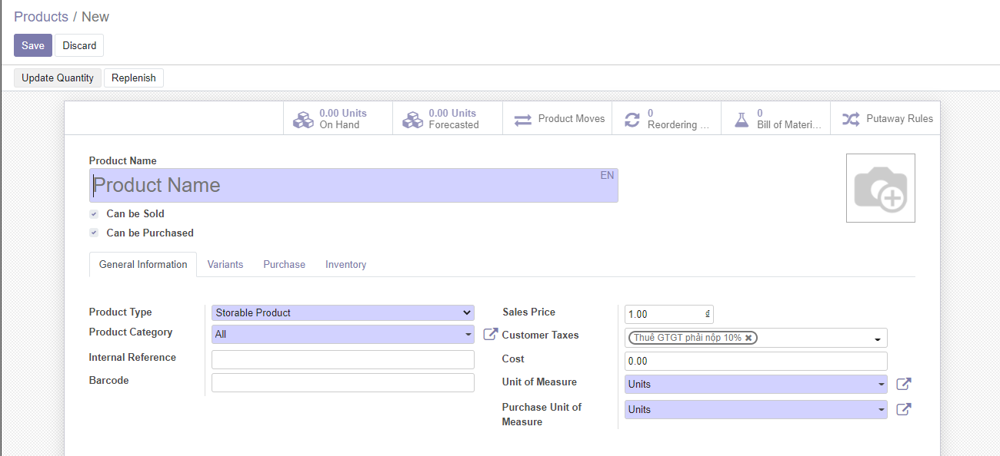 Products / New
Save Discard
Update Quantity Replenish
0.00 Units
On Hand
0.00 Units
Forecasted
Product Moves
0
Reordering ...
0
Bill of Materi...
Putaway Rules
Product Name
Product Name EN
Can be Sold
Can be Purchased
General Information Variants Purchase Inventory
Product Type Storable Product
Product Category All
Internal Reference
Barcode
Sales Price 1.00 ₫
Customer Taxes Thuê GTGT phải nộp 10%
Cost 0.00
Unit of Measure Units
Purchase Unit of
Measure Units